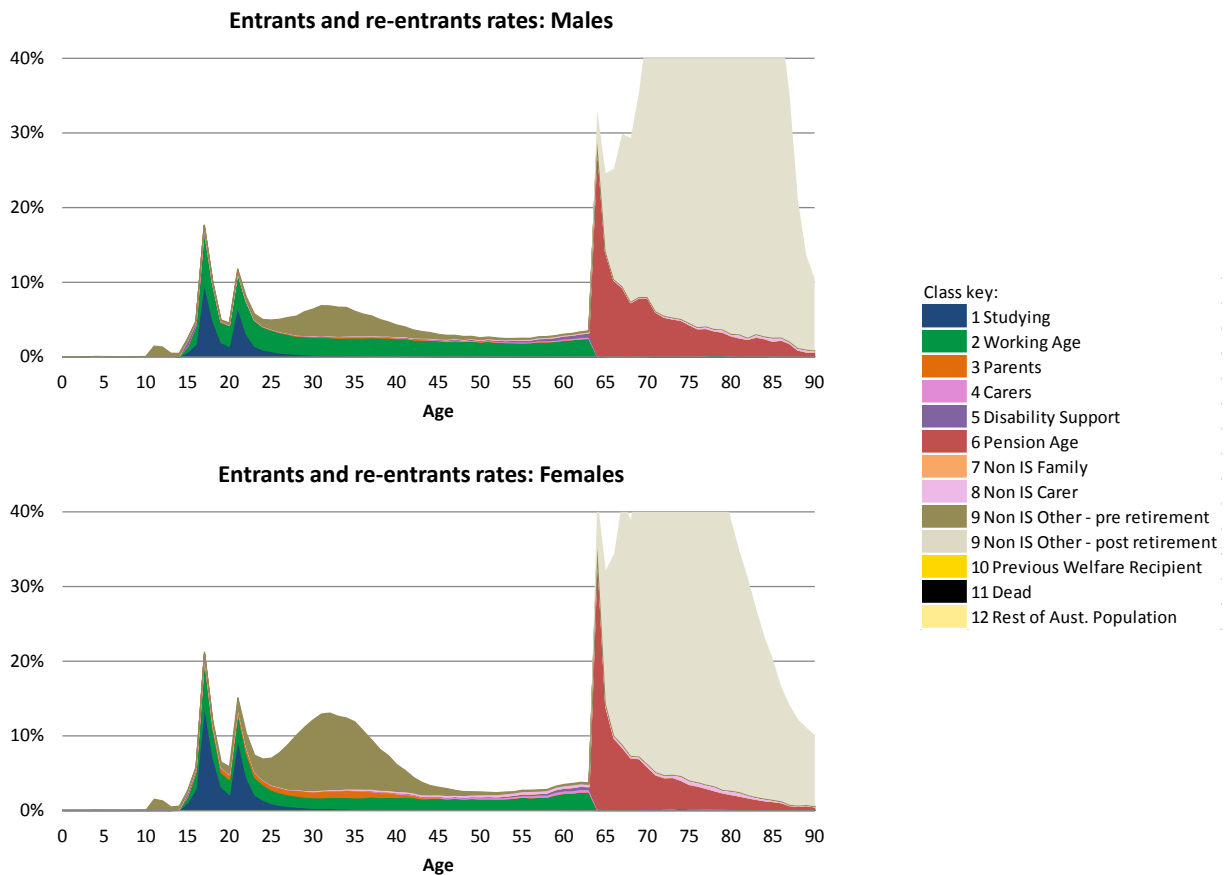 Entrants and re-entrants rates: Males
40%
30%
20%
10%
0%
0 5 10 15 20 25 30 35 40 45 50 55 60 65 70 75 80 85 90
Age
Entrants and re-entrants rates: Females
40%
30%
20%
10%
0%
0 5 10 15 20 25 30 35 40 45 50 55 60 65 70 75 80 85 90
Age
Class key:
1 Studying
2 Working Age
3 Parents
4 Carers
5 Disability Support
6 Pension Age
7 Non IS Family
8 Non IS Carer
9 Non IS Other - pre retirement
9 Non IS Other - post retirement
10 Previous Welfare Recipient
11 Dead
12 Rest of Aust. Population